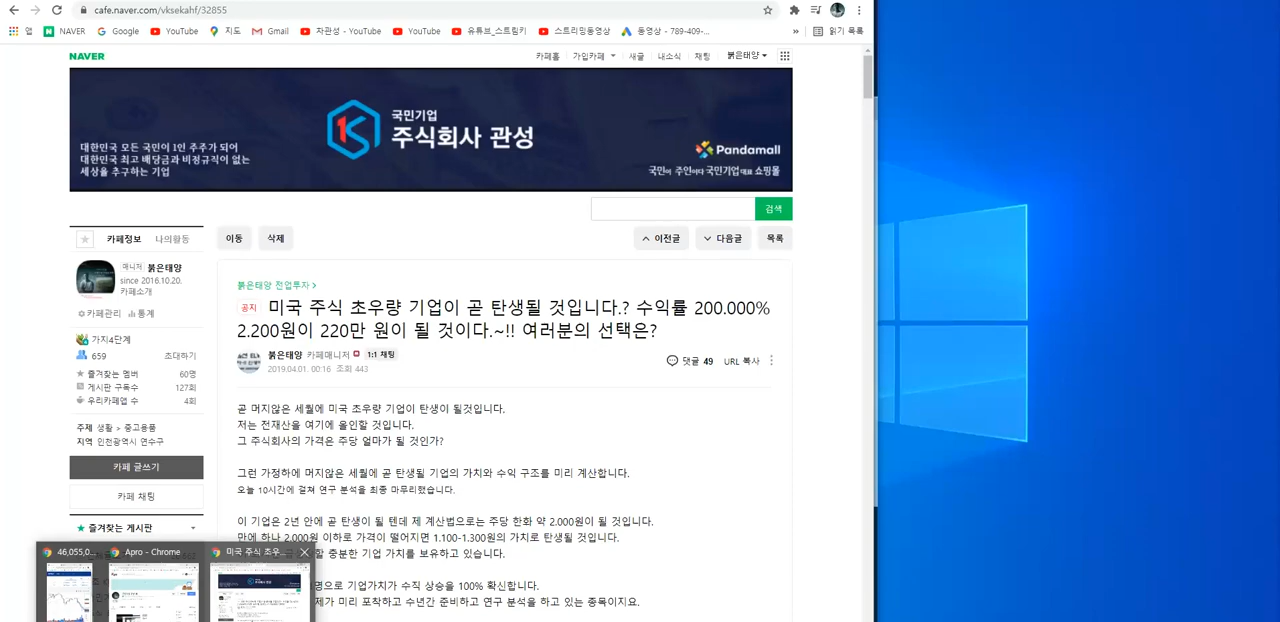 cafe.naver.com/vksekahf/32855
앱 NAVER Google YouTube 지도 Gmail 자관성 - YouTube YouTube 유튜브_스트림키 스트리밍동영상 동영상 - 789-409-... » 읽기 목록
NAVER
카페홈 가입카페 새글 내소식 채팅 붉은태양
국민기업
주식회사 관성
대한민국 모든 국민이 1인 주주가 되어
대한민국 최고 배당금과 비정규직이 없는
세상을 추구하는 기업
Pandamall
국민이 주인이다 국민기업대표 쇼핑몰
검색
카페정보 나의활동
이동 삭제
이전글 다음글 목록
매니저 붉은태양
since 2016.10.20.
카페소개
카페관리 통계
가지4단계
659 초대하기
즐겨찾는 멤버 60명
게시판 구독수 127회
우리카페앱 수 4회
주제 생활 > 중고용품
지역 인천광역시 연수구
카페 글쓰기
카페 채팅
즐겨찾는 게시판
붉은태양 전업투자 >
공지 미국 주식 초우량 기업이 곧 탄생될 것입니다.? 수익률 200.000%
2.200원이 220만 원이 될 것이다.~!! 여러분의 선택은?
붉은태양 카페매니저 1:1 채팅
2019.04.01. 00:16 조회 443
댓글 49 URL 복사
곧 머지않은 세월에 미국 초우량 기업이 탄생이 될것입니다.
저는 전재산을 여기에 올인할 것입니다.
그 주식회사의 가격은 주당 얼마가 될 것인가?
그런 가정하에 머지않은 세월에 곧 탄생될 기업의 가치와 수익 구조를 미리 계산합니다.
오늘 10시간에 걸쳐 연구 분석을 최종 마무리했습니다.
이 기업은 2년 안에 곧 탄생이 될 텐데 제 계산법으로는 주당 한화 약 2.000원이 될 것입니다.
만에 하나 2.000원 이하로 가격이 떨어지면 1.100-1.300원의 가치로 탄생될 것입니다.
할 충분한 기업 가치를 보유하고 있습니다.
명으로 기업가치가 수직 상승을 100% 확신합니다.
제가 미리 포착하고 수년간 준비하고 연구 분석을 하고 있는 종목이지요.
46,055,0... Apro - Chrome 미국 주식 초우...